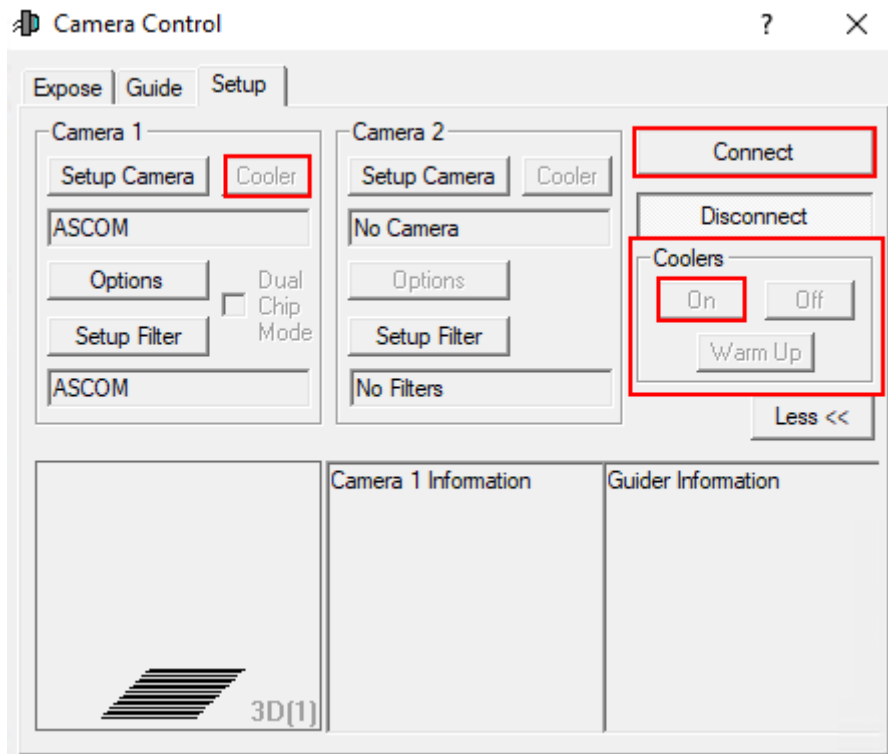 Camera Control
?
Expose Guide Setup
Camera 1
Setup Camera Cooler
ASCOM
Options
Dual
Chip
Mode
Setup Filter
ASCOM
Camera 2
Setup Camera Cooler
No Camera
Options
Setup Filter
No Filters
Connect
Disconnect
Coolers
On Off
Warm Up
Less <<
3D(1)
Camera 1 Information
Guider Information